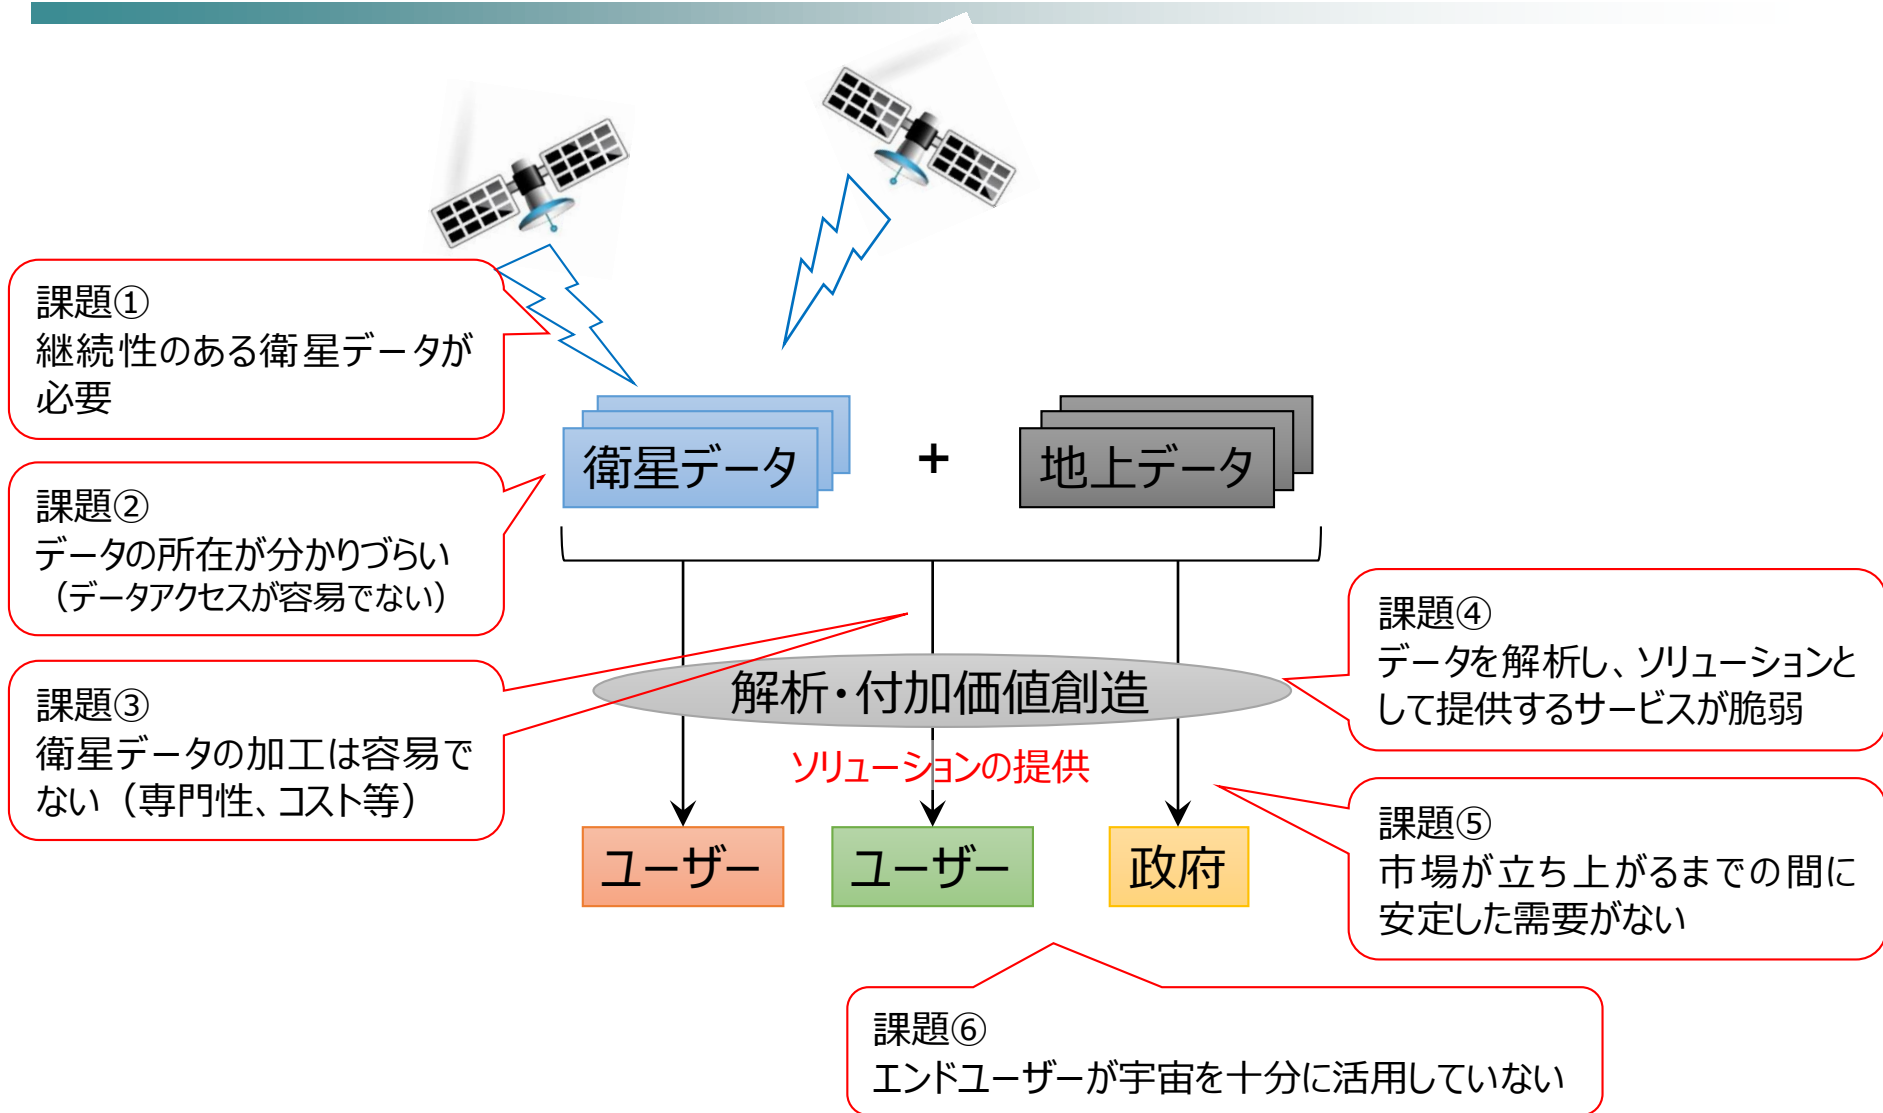 課題①
継続性のある衛星データが
必要
衛星データ
+
地上データ
課題②
データの所在が分かりづらい
（データアクセスが容易でない）
課題③
衛星データの加工は容易で
ない（専門性、コスト等）
解析・付加価値創造
課題④
データを解析し、ソリューションと
して提供するサービスが脆弱
ソリューションの提供
ユーザー
ユーザー
政府
課題⑤
市場が立ち上がるまでの間に
安定した需要がない
課題⑥
エンドユーザーが宇宙を十分に活用していない